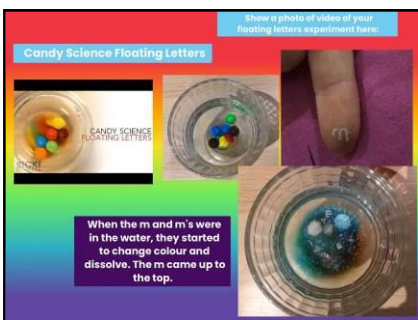 Show a photo of video of your
floating letters experiment here:
Candy Science Floating Letters
CANDY SCIENCE
FLOATING LETTERS
SICK!
m
When the m and m's were
in the water, they started
to change colour and
dissolve. The m came up to
the top.